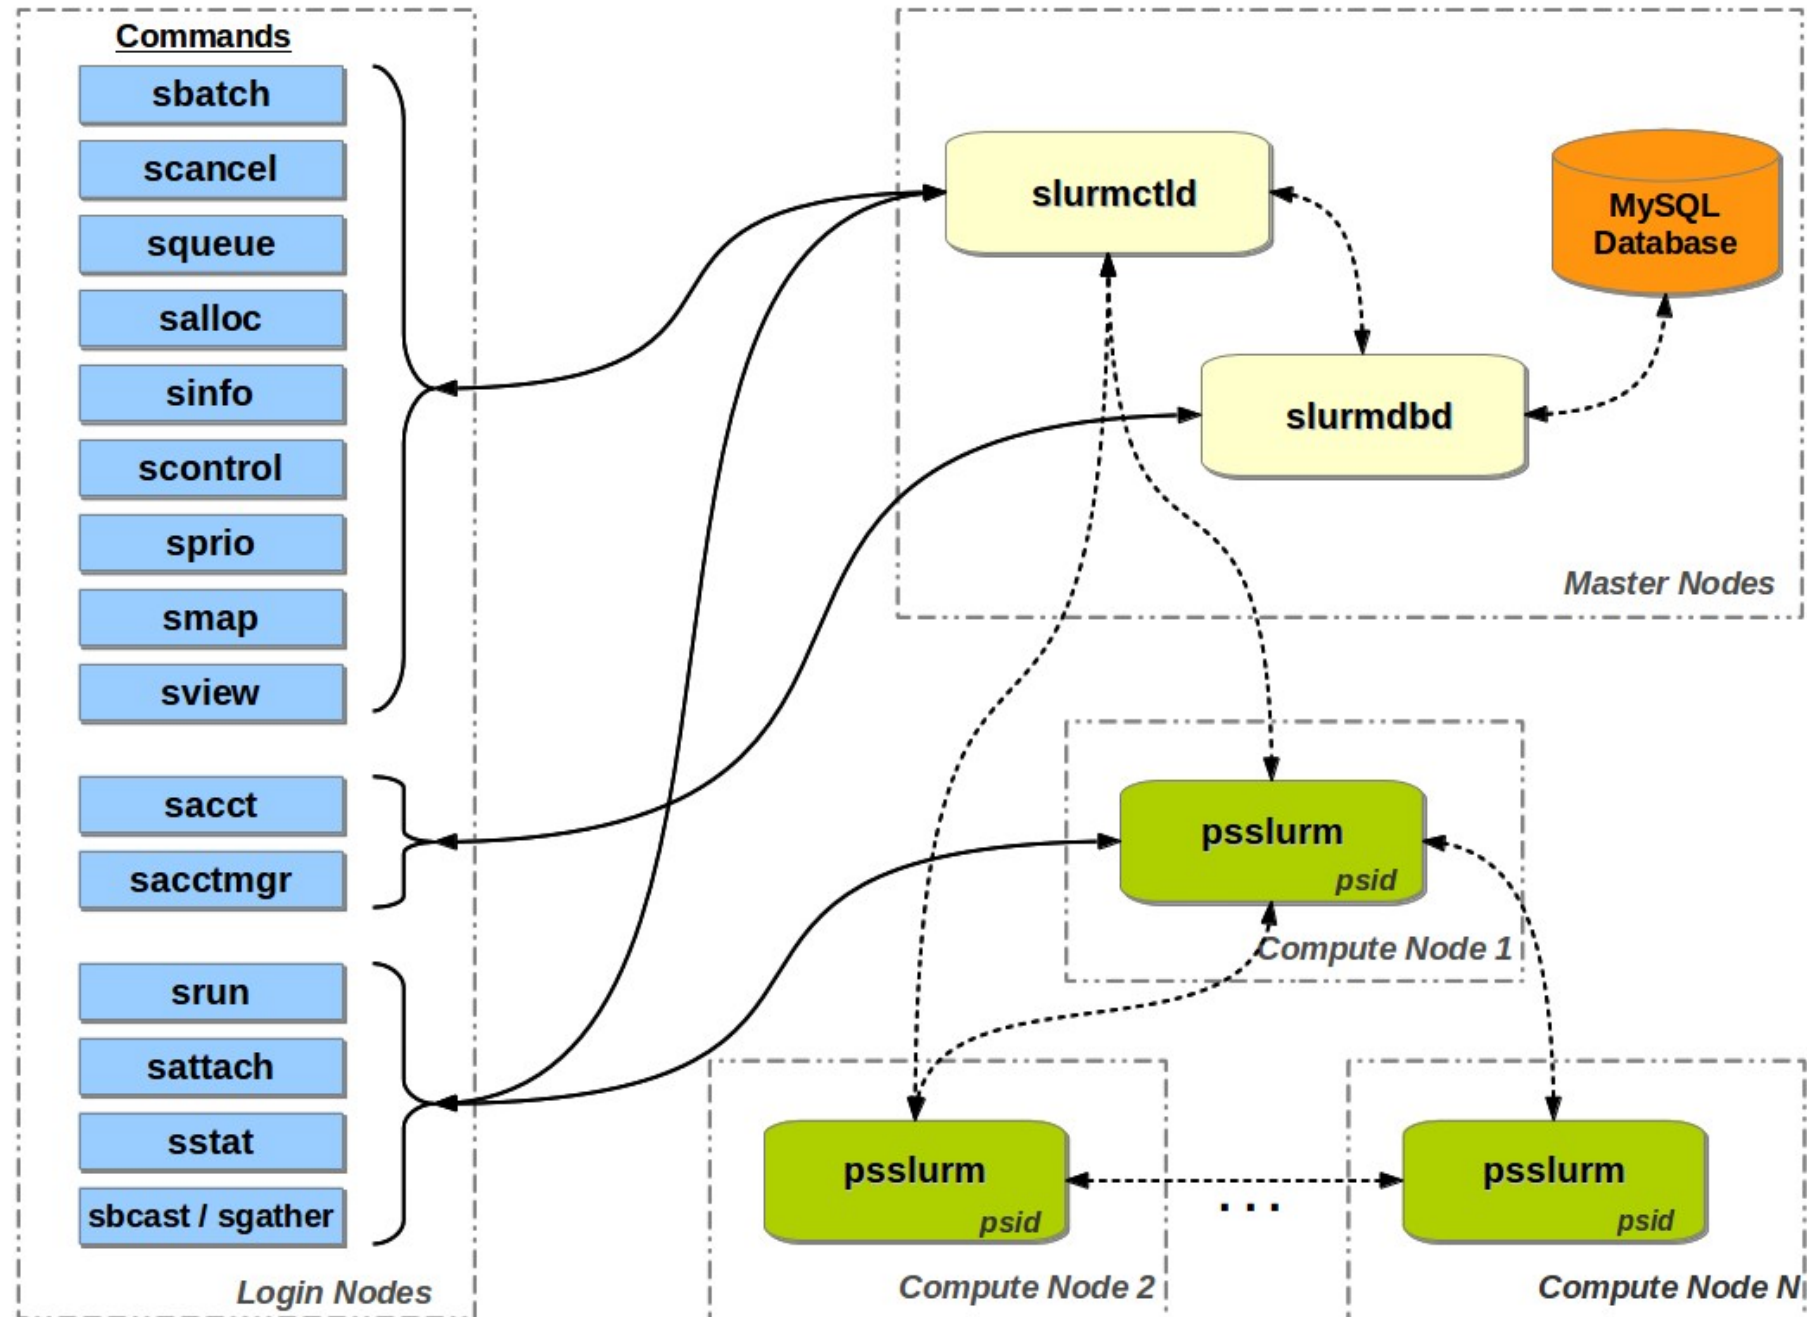 Commands
sbatch
scancel
squeue
salloc
sinfo
scontrol
sprio
smap
sview
sacct
sacctmgr
srun
sattach
sstat
sbcast / sgather
Login Nodes
slurmctld
MySQL
Database
slurmdbd
Master Nodes
psslurm
psid
Compute Node 1
psslurm
psid
Compute Node 2
. . .
psslurm
psid
Compute Node N